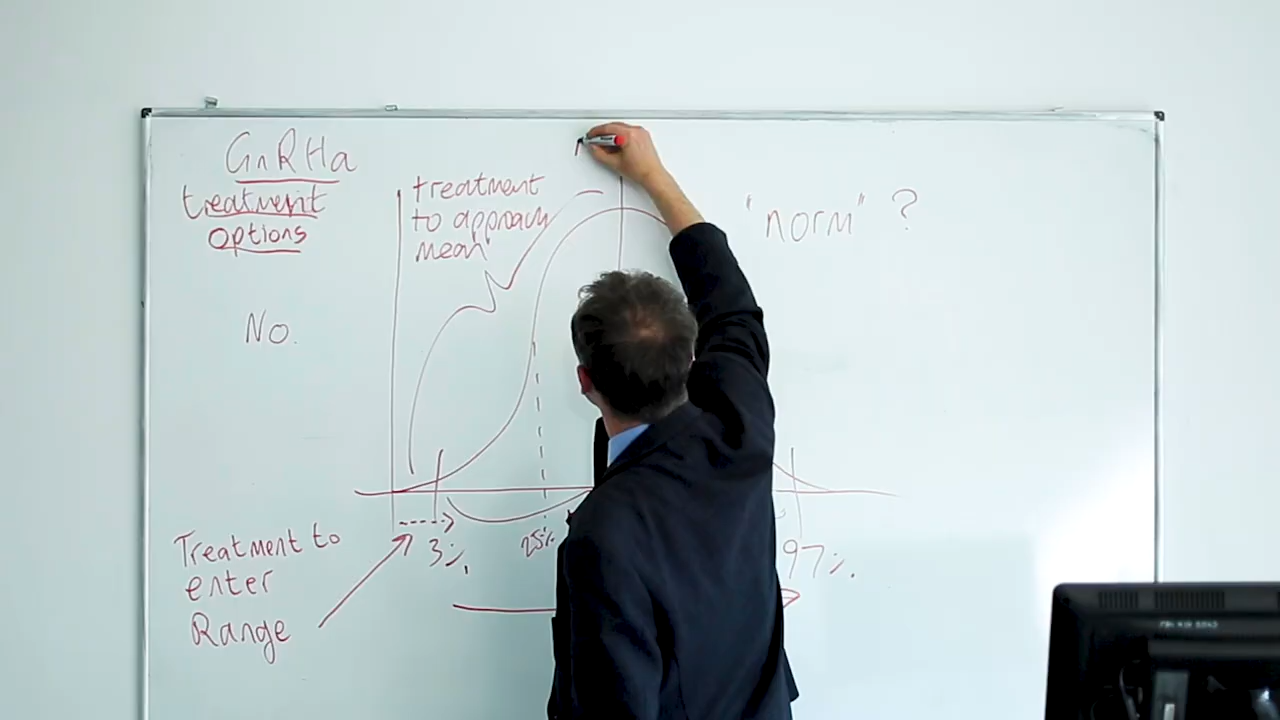 GnRHa
treatment
options
No.
treatment
to approach
mean
"norm" ?
3%
25%
97%
Treatment to
enter
Range